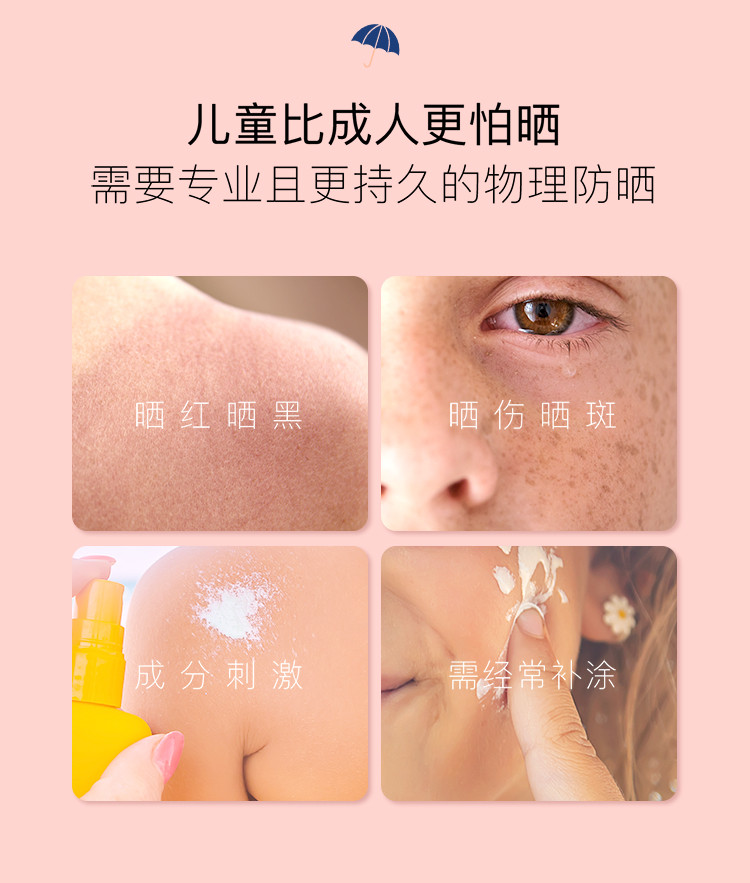 儿童比成人更怕晒
需要专业且更持久的物理防晒
晒红晒黑
晒伤晒斑
成分刺激
需经常补涂